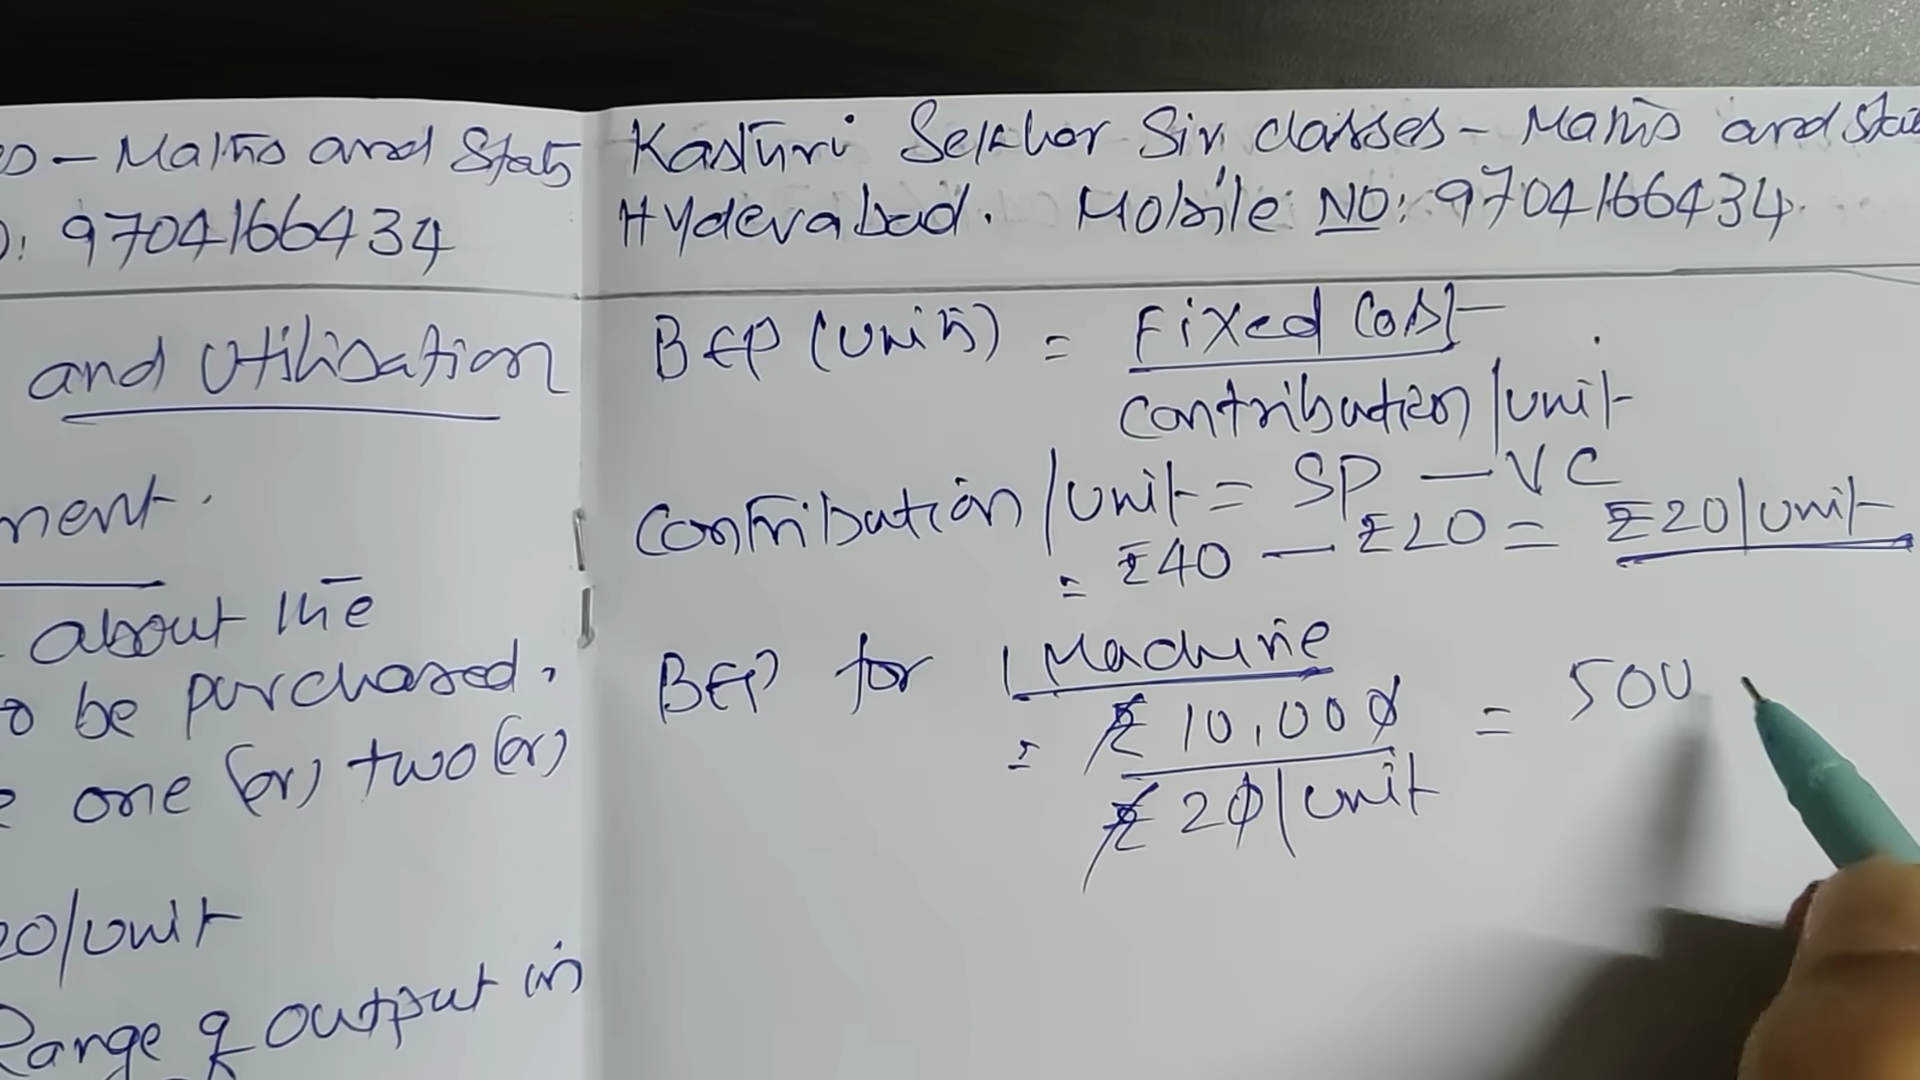 – Maths and Stats
: 9704166434
and Utilisation
ment.
about the
to be purchased,
one (or) two (or)
20/unit
Range of output in
Kasturi Sekhar Sir classes – Maths and Sta
Hyderabad. Mobile NO: 9704166434.
BEP (Units) = Fixed Cost
Contribution/unit
Contribution/unit = SP – VC
= ₹40 – ₹20 = ₹20/unit
BEP for 1 Machine
= ₹10,000 = 500
₹20/unit